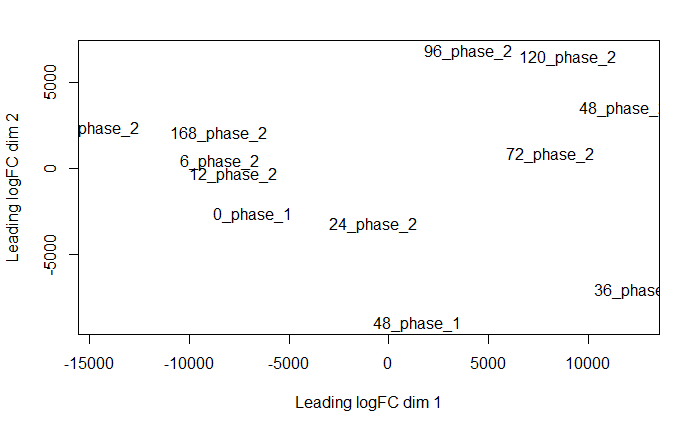 96_phase_2
120_phase_2
48_phase_
phase_2
168_phase_2
6_phase_2
12_phase_2
72_phase_2
0_phase_1
24_phase_2
36_phase
48_phase_1
5000
0
-5000
Leading logFC dim 2
-15000 -10000 -5000 0 5000 10000
Leading logFC dim 1